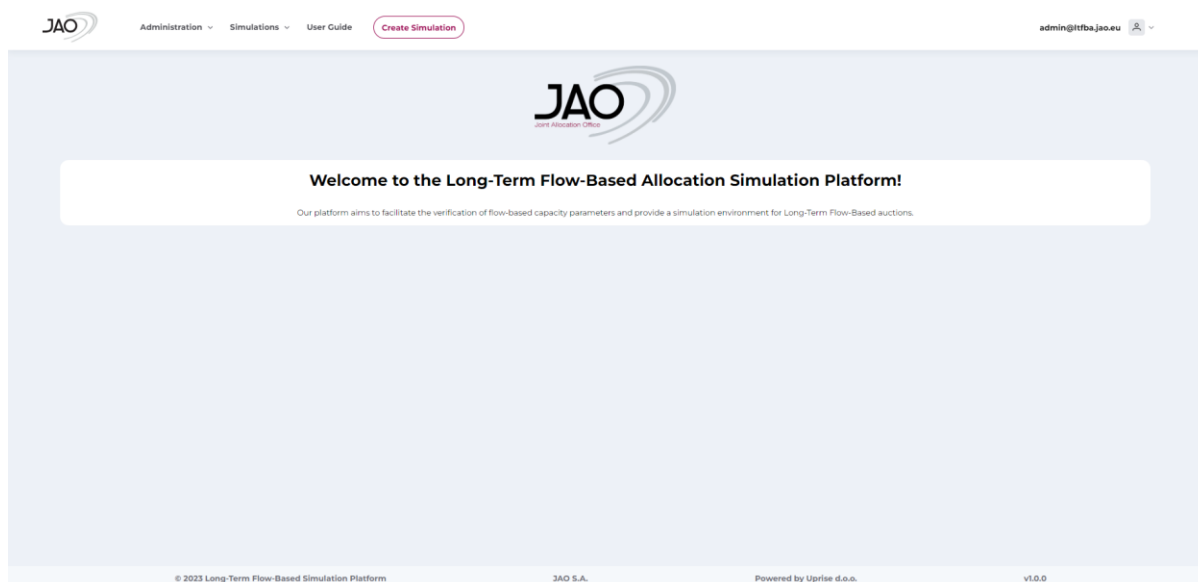 JAO
Administration
Simulations
User Guide
Create Simulation
admin@ltfba.jao.eu
JAO
Joint Allocation Office
Welcome to the Long-Term Flow-Based Allocation Simulation Platform!
Our platform aims to facilitate the verification of flow-based capacity parameters and provide a simulation environment for Long-Term Flow-Based auctions.
© 2023 Long-Term Flow-Based Simulation Platform
JAO S.A.
Powered by Uprise d.o.o.
v1.0.0